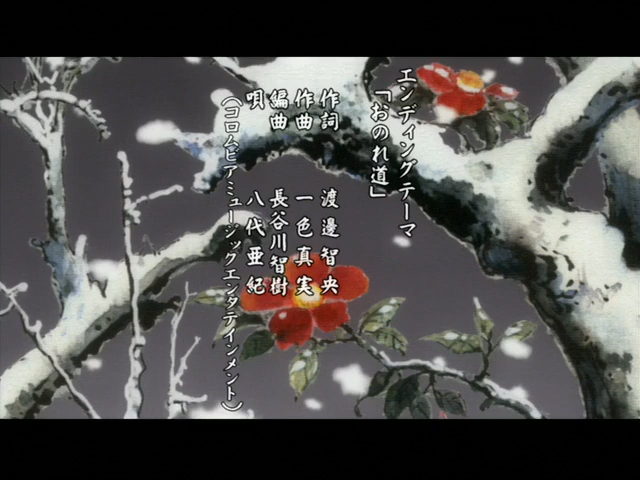 エンディングテーマ
「おのれ道」
作詞 渡邊智央
作曲 一色真実
編曲 長谷川智樹
唄 八代亜紀
（コロムビアミュージックエンタテインメント）